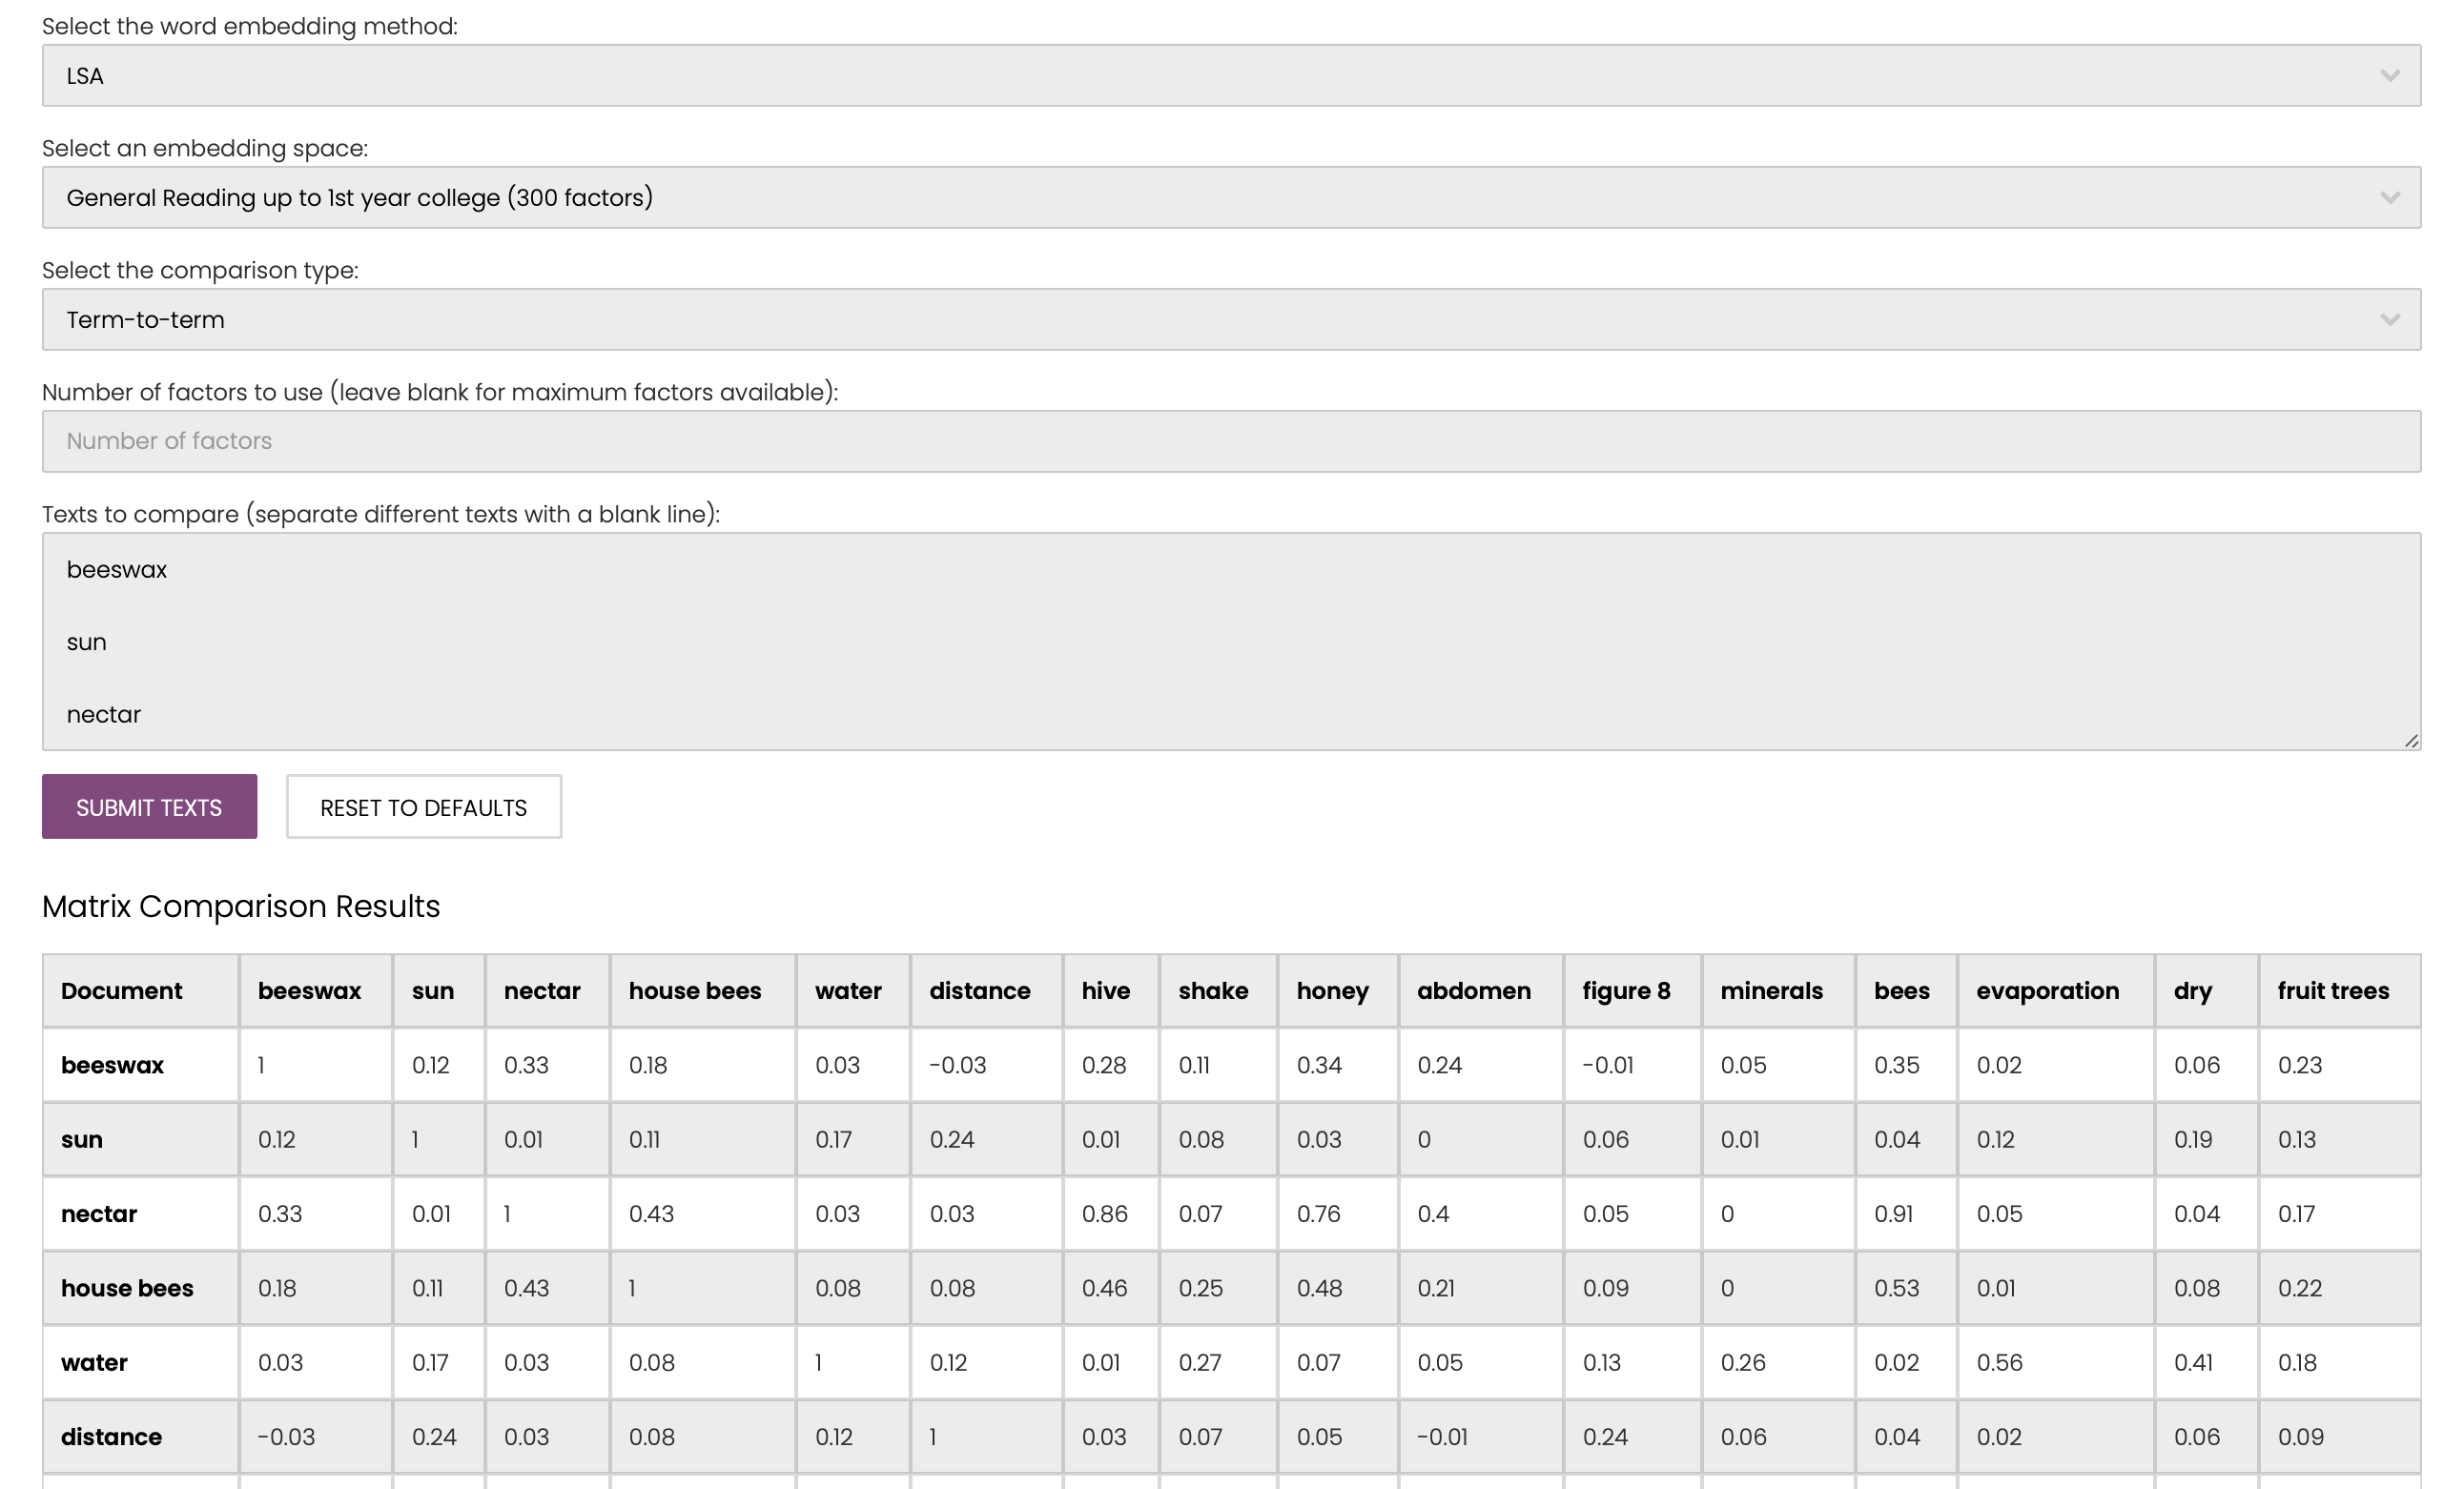 Select the word embedding method:
LSA
Select an embedding space:
General Reading up to 1st year college (300 factors)
Select the comparison type:
Term-to-term
Number of factors to use (leave blank for maximum factors available):
Number of factors
Texts to compare (separate different texts with a blank line):
beeswax
sun
nectar
SUBMIT TEXTS RESET TO DEFAULTS
Matrix Comparison Results
Document beeswax sun nectar house bees water distance hive shake honey abdomen figure 8 minerals bees evaporation dry fruit trees
beeswax 1 0.12 0.33 0.18 0.03 -0.03 0.28 0.11 0.34 0.24 -0.01 0.05 0.35 0.02 0.06 0.23
sun 0.12 1 0.01 0.11 0.17 0.24 0.01 0.08 0.03 0 0.06 0.01 0.04 0.12 0.19 0.13
nectar 0.33 0.01 1 0.43 0.03 0.03 0.86 0.07 0.76 0.4 0.05 0 0.91 0.05 0.04 0.17
house bees 0.18 0.11 0.43 1 0.08 0.08 0.46 0.25 0.48 0.21 0.09 0 0.53 0.01 0.08 0.22
water 0.03 0.17 0.03 0.08 1 0.12 0.01 0.27 0.07 0.05 0.13 0.26 0.02 0.56 0.41 0.18
distance -0.03 0.24 0.03 0.08 0.12 1 0.03 0.07 0.05 -0.01 0.24 0.06 0.04 0.02 0.06 0.09